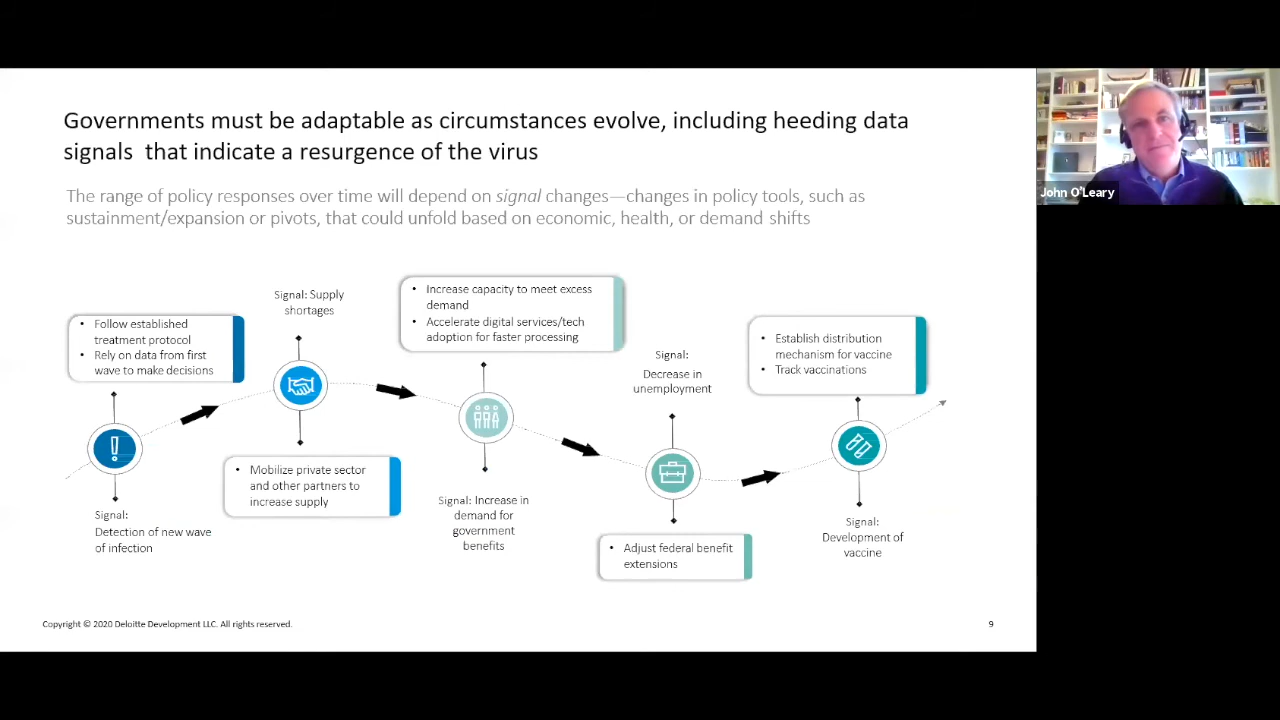 Governments must be adaptable as circumstances evolve, including heeding data
signals that indicate a resurgence of the virus
The range of policy responses over time will depend on signal changes—changes in policy tools, such as
sustainment/expansion or pivots, that could unfold based on economic, health, or demand shifts
• Follow established
treatment protocol
• Rely on data from first
wave to make decisions
Signal:
Detection of new wave
of infection
Signal: Supply
shortages
• Mobilize private sector
and other partners to
increase supply
• Increase capacity to meet excess
demand
• Accelerate digital services/tech
adoption for faster processing
Signal: Increase in
demand for
government
benefits
Signal:
Decrease in
unemployment
• Adjust federal benefit
extensions
• Establish distribution
mechanism for vaccine
• Track vaccinations
Signal:
Development of
vaccine
Copyright © 2020 Deloitte Development LLC. All rights reserved.
9
John O'Leary